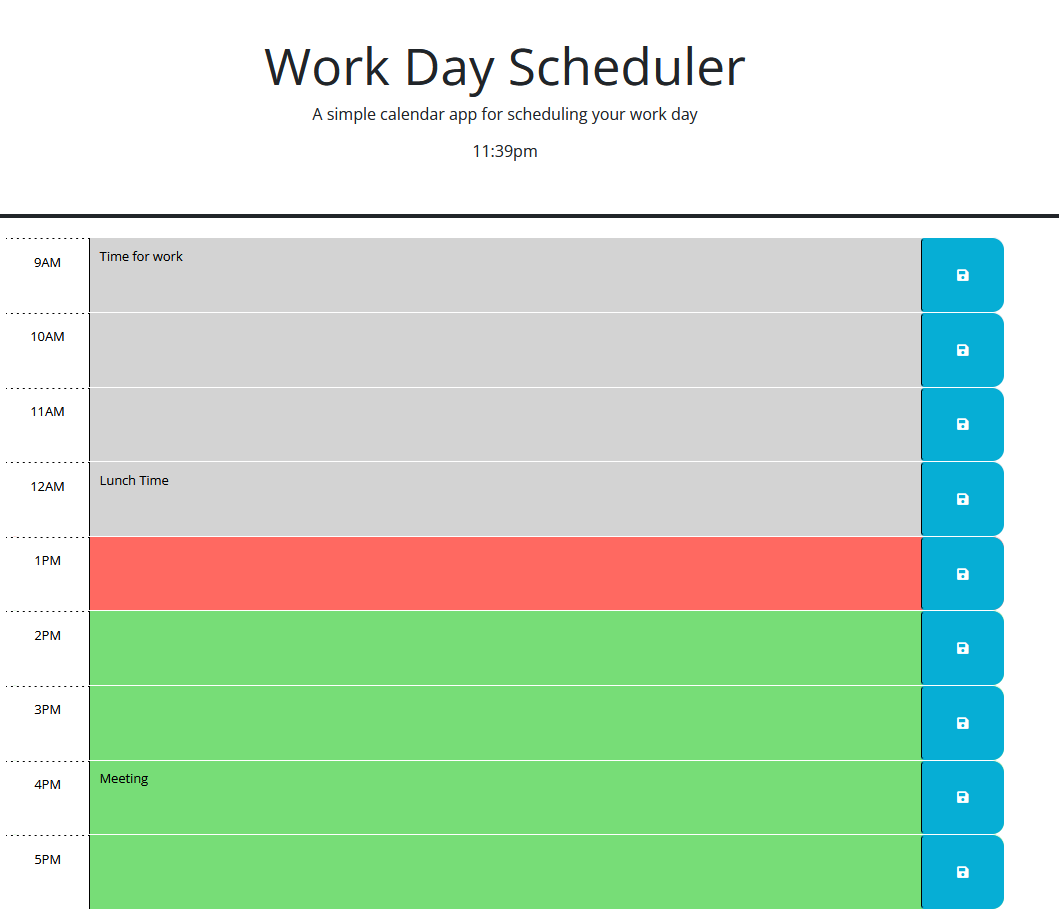 Work Day Scheduler
A simple calendar app for scheduling your work day
11:39pm
9AM
Time for work
10AM
11AM
12AM
Lunch Time
1PM
2PM
3PM
4PM
Meeting
5PM